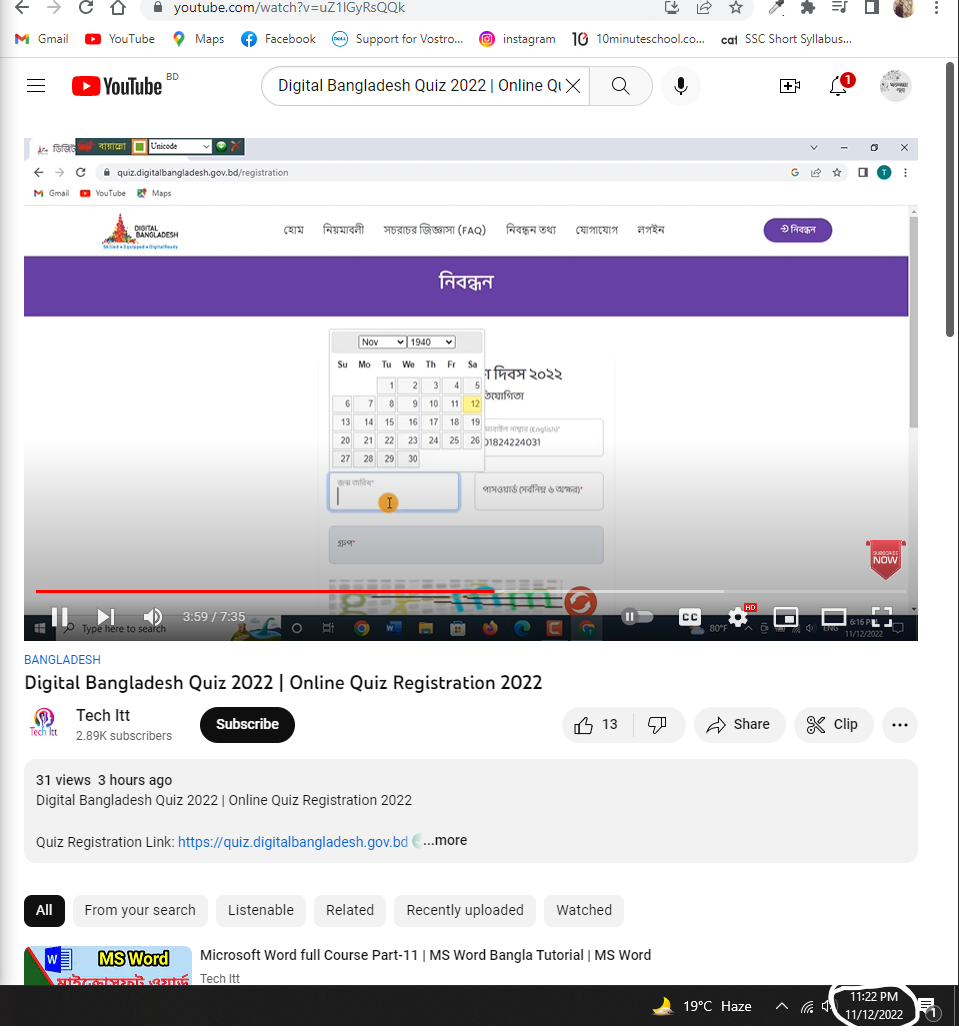 youtube.com/watch?v=uZ1lGyRsQQk
Gmail YouTube Maps Facebook Support for Vostro... instagram 10minuteschool.co... SSC Short Syllabus...
YouTube BD
Digital Bangladesh Quiz 2022 | Online Qu
1
ডিজিট বায়ান্নো Unicode
quiz.digitalbangladesh.gov.bd/registration
Gmail YouTube Maps
DIGITAL
BANGLADESH
Skilled • Equipped • DigitalReady
হোম নিয়মাবলী সচরাচর জিজ্ঞাসা (FAQ) নিবন্ধন তথ্য যোগাযোগ লগইন নিবন্ধন
নিবন্ধন
Nov 1940
Su Mo Tu We Th Fr Sa
1 2 3 4 5
6 7 8 9 10 11 12
13 14 15 16 17 18 19
20 21 22 23 24 25 26
27 28 29 30
দিবস ২০২২
তিযোগিতা
মোবাইল নাম্বার (English)*
01824224031
জন্ম তারিখ*
পাসওয়ার্ড (সর্বনিম্ন ৬ অক্ষর)*
গ্রুপ*
SUBSCRIBE
NOW
3:59 / 7:35
CC HD
Type here to search
80°F ENG 6:16 PM
11/12/2022
BANGLADESH
Digital Bangladesh Quiz 2022 | Online Quiz Registration 2022
Tech Itt
Tech Itt
2.89K subscribers
Subscribe
13 Share Clip
31 views 3 hours ago
Digital Bangladesh Quiz 2022 | Online Quiz Registration 2022
Quiz Registration Link: https://quiz.digitalbangladesh.gov.bd ...more
All From your search Listenable Related Recently uploaded Watched
MS Word
মাইক্রোসফট ওয়ার্ড
Microsoft Word full Course Part-11 | MS Word Bangla Tutorial | MS Word
Tech Itt
19°C Haze
11:22 PM
11/12/2022
1